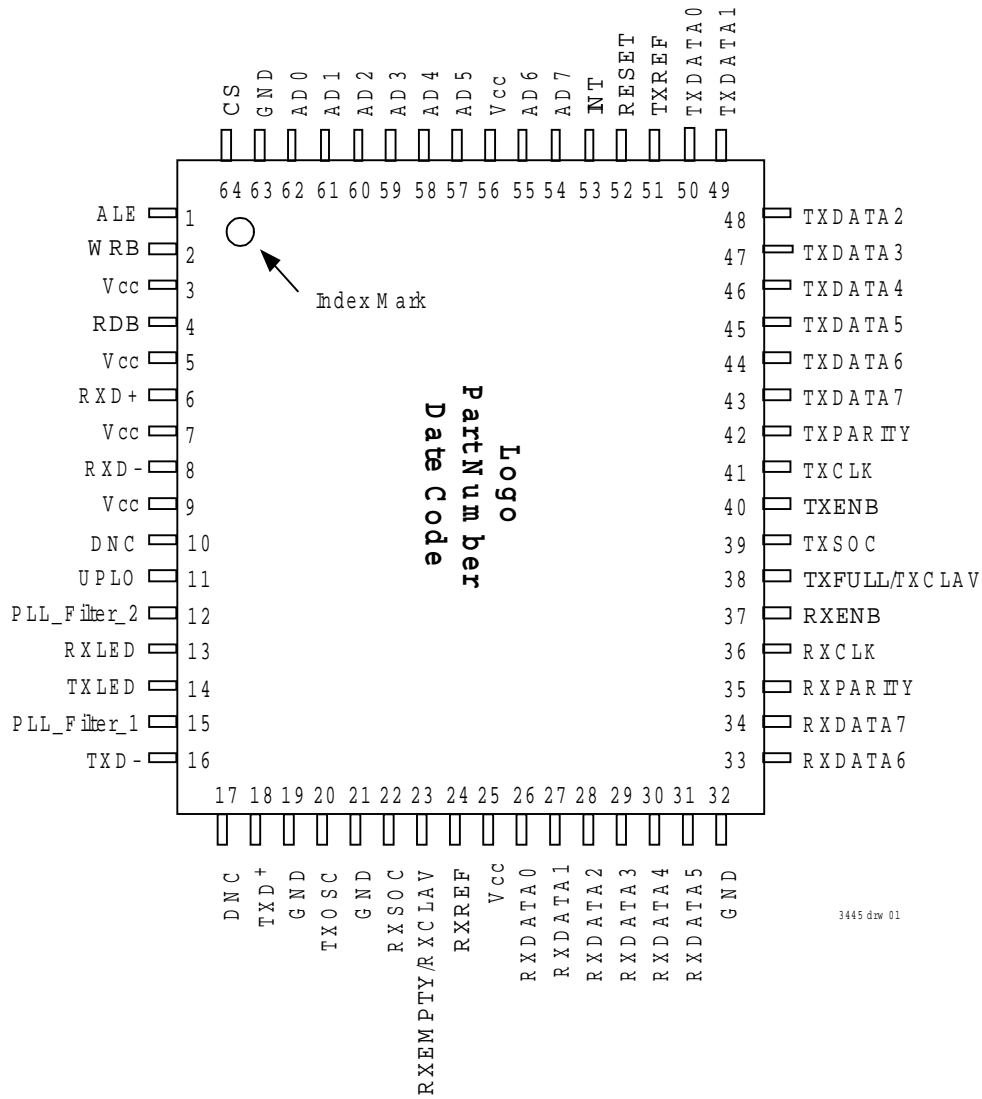 CS
GND
AD0
AD1
AD2
AD3
AD4
AD5
Vcc
AD6
AD7
INT
RESET
TXREF
TXDATA0
TXDATA1
64 63 62 61 60 59 58 57 56 55 54 53 52 51 50 49
ALE 1
WRB 2
Vcc 3
RDB 4
Vcc 5
RXD+ 6
Vcc 7
RXD- 8
Vcc 9
DNC 10
UPLO 11
PLL_Filter_2 12
RXLED 13
TXLED 14
PLL_Filter_1 15
TXD- 16
Index Mark
Logo
Part Number
Date Code
48 TXDATA2
47 TXDATA3
46 TXDATA4
45 TXDATA5
44 TXDATA6
43 TXDATA7
42 TXPARITY
41 TXCLK
40 TXENB
39 TXSOC
38 TXFULL/TXCLAV
37 RXENB
36 RXCLK
35 RXPARITY
34 RXDATA7
33 RXDATA6
17 18 19 20 21 22 23 24 25 26 27 28 29 30 31 32
DNC
TXD+
GND
TXOSC
GND
RXSOC
RXEMPTY/RXCLAV
RXREF
Vcc
RXDATA0
RXDATA1
RXDATA2
RXDATA3
RXDATA4
RXDATA5
GND
3445 drw 01